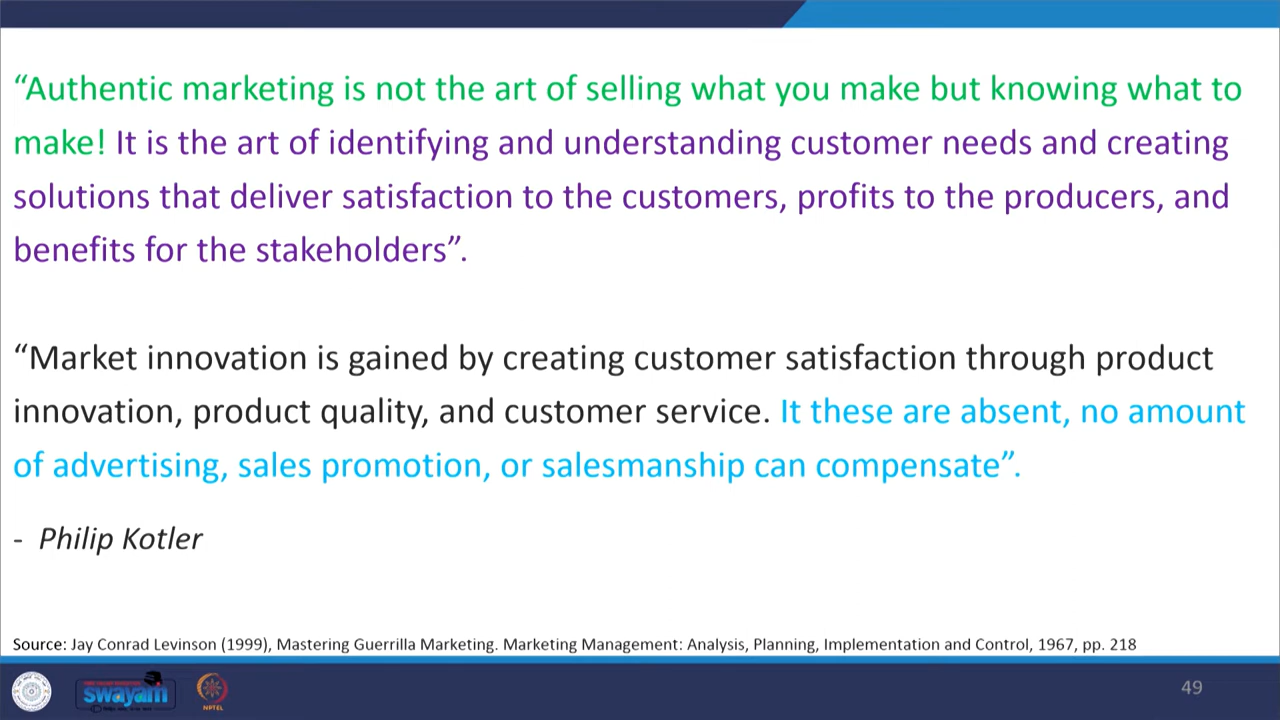 “Authentic marketing is not the art of selling what you make but knowing what to
make! It is the art of identifying and understanding customer needs and creating
solutions that deliver satisfaction to the customers, profits to the producers, and
benefits for the stakeholders”.
“Market innovation is gained by creating customer satisfaction through product
innovation, product quality, and customer service. It these are absent, no amount
of advertising, sales promotion, or salesmanship can compensate”.
- Philip Kotler
Source: Jay Conrad Levinson (1999), Mastering Guerrilla Marketing. Marketing Management: Analysis, Planning, Implementation and Control, 1967, pp. 218
swayam
NPTEL
49